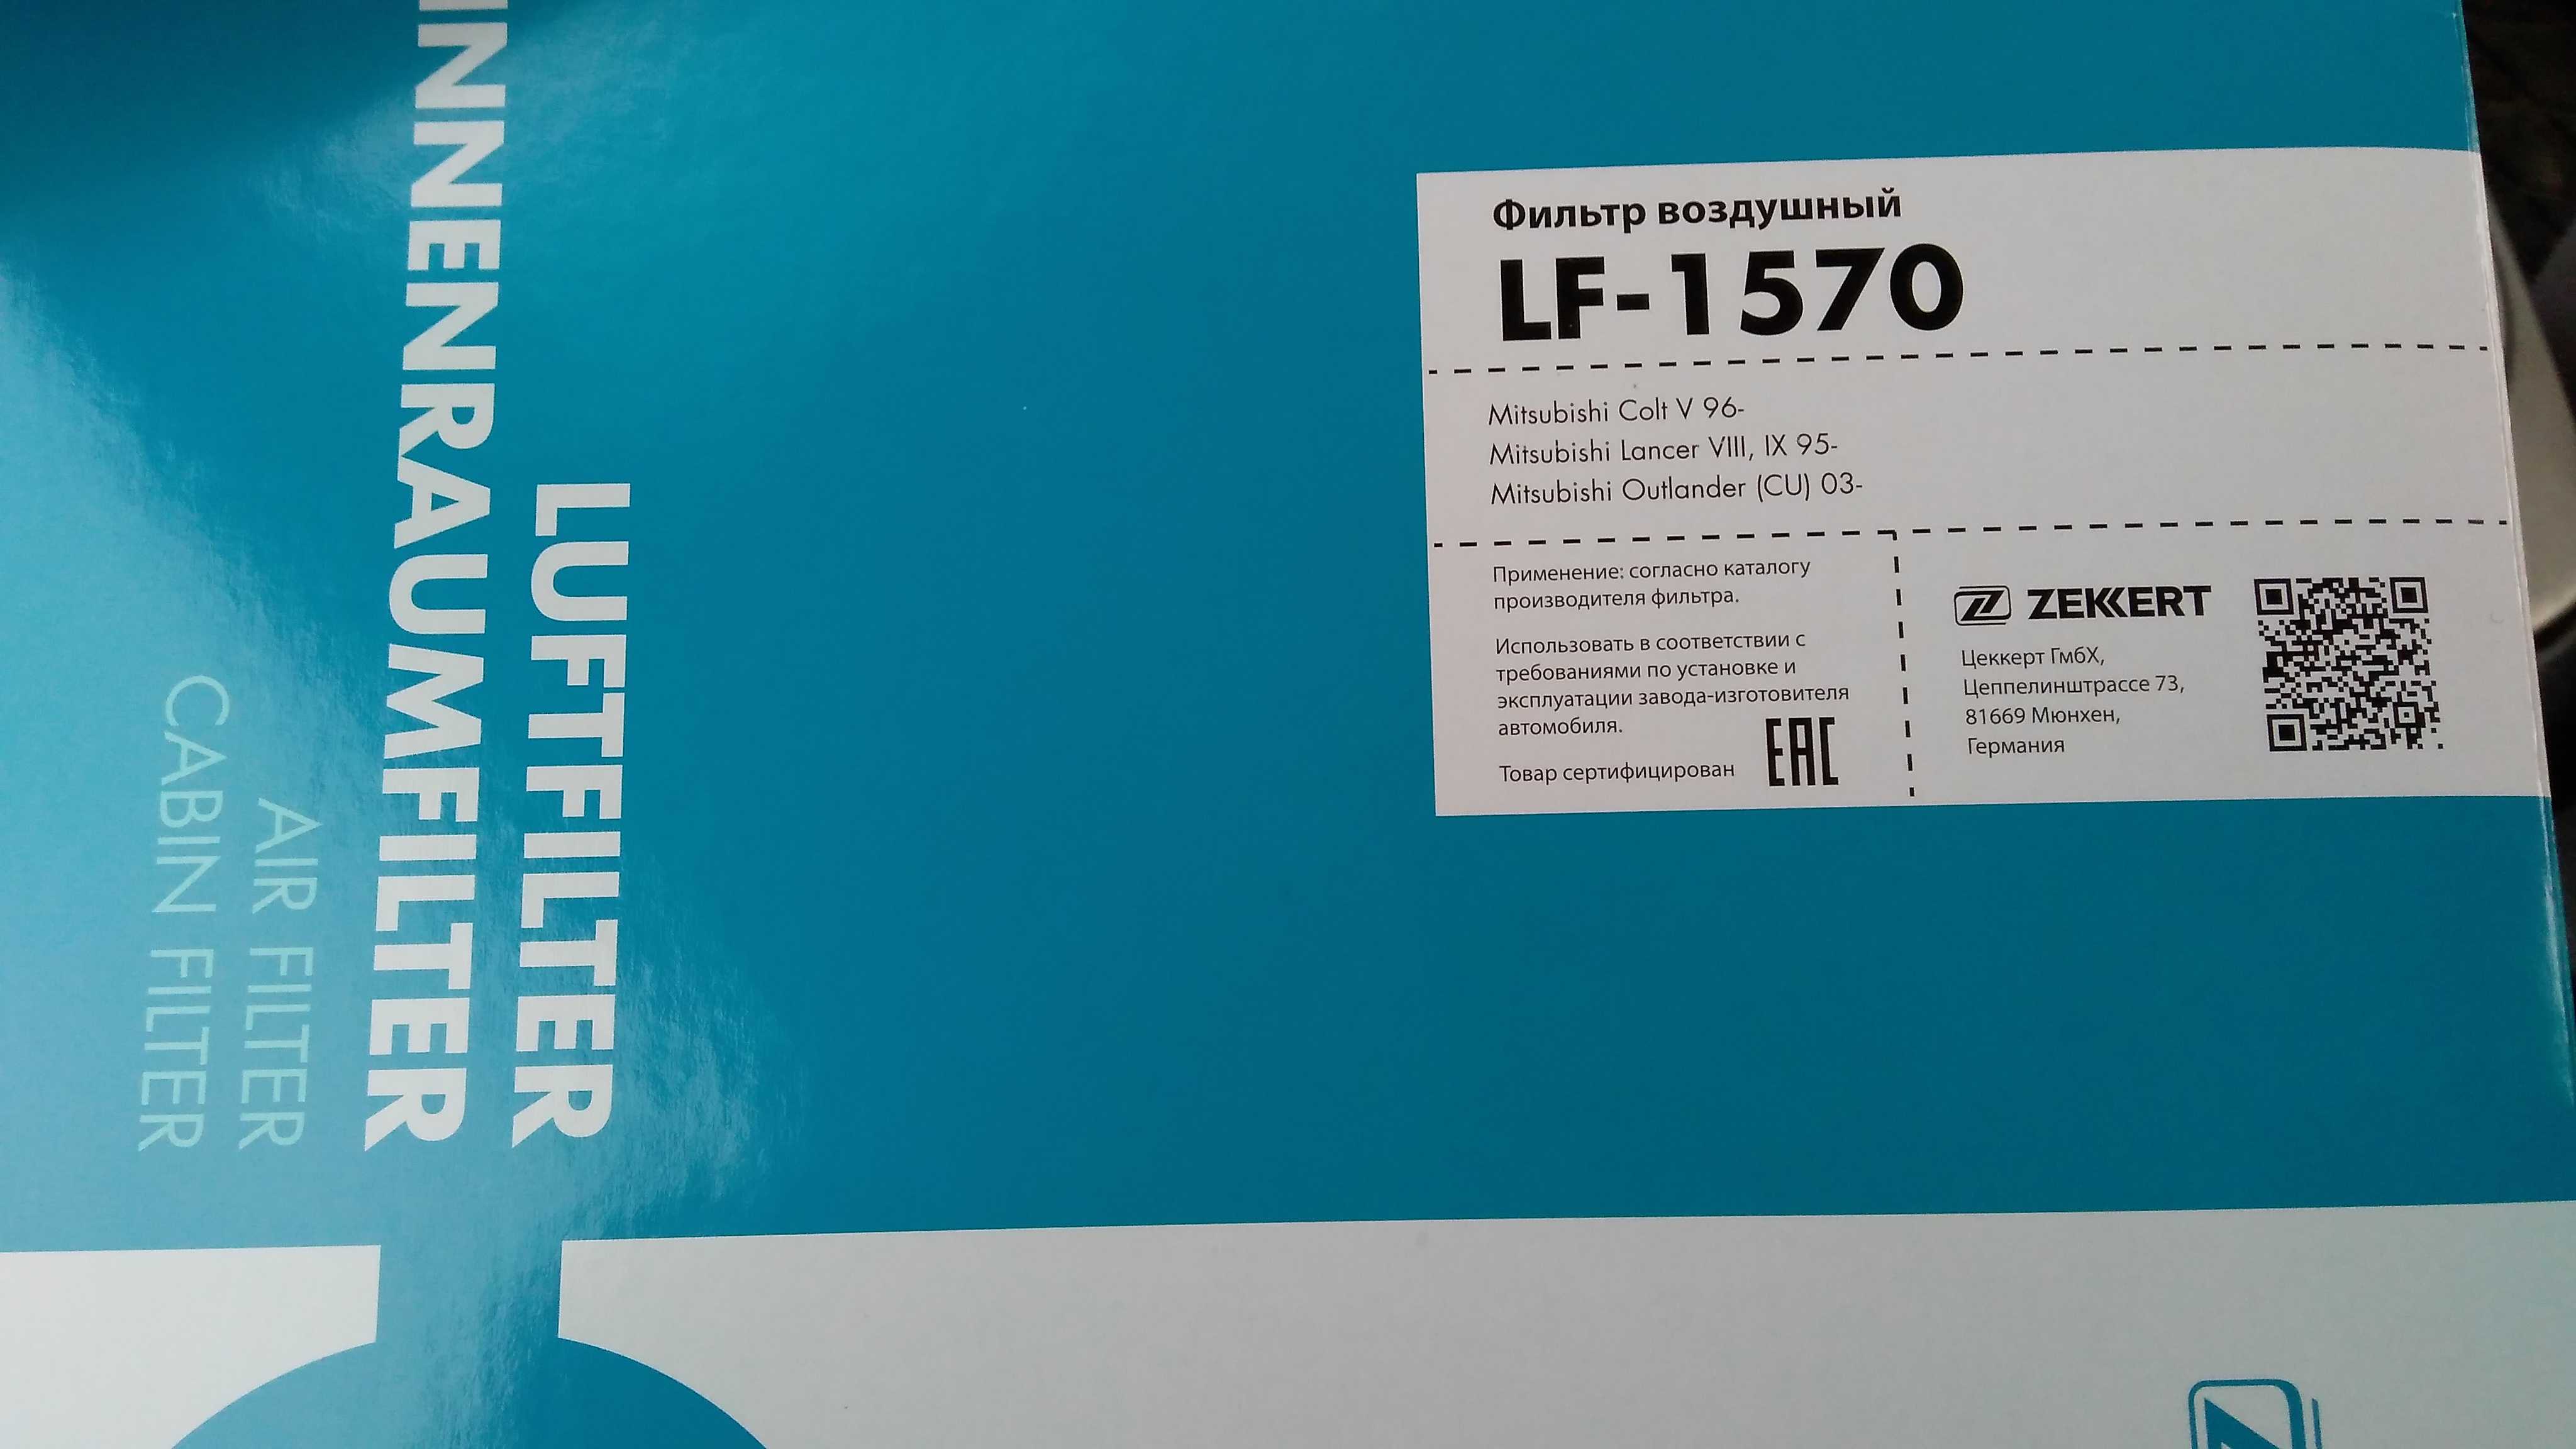 INNENRAUMFILTER
LUFTFILTER
CABIN FILTER
AIR FILTER
Фильтр воздушный
LF-1570
Mitsubishi Colt V 96-
Mitsubishi Lancer VIII, IX 95-
Mitsubishi Outlander (CU) 03-
Применение: согласно каталогу
производителя фильтра.
Использовать в соответствии с
требованиями по установке и
эксплуатации завода-изготовителя
автомобиля.
Товар сертифицирован
EAC
ZEKKERT
Цеккерт ГмбХ,
Цеппелинштрассе 73,
81669 Мюнхен,
Германия